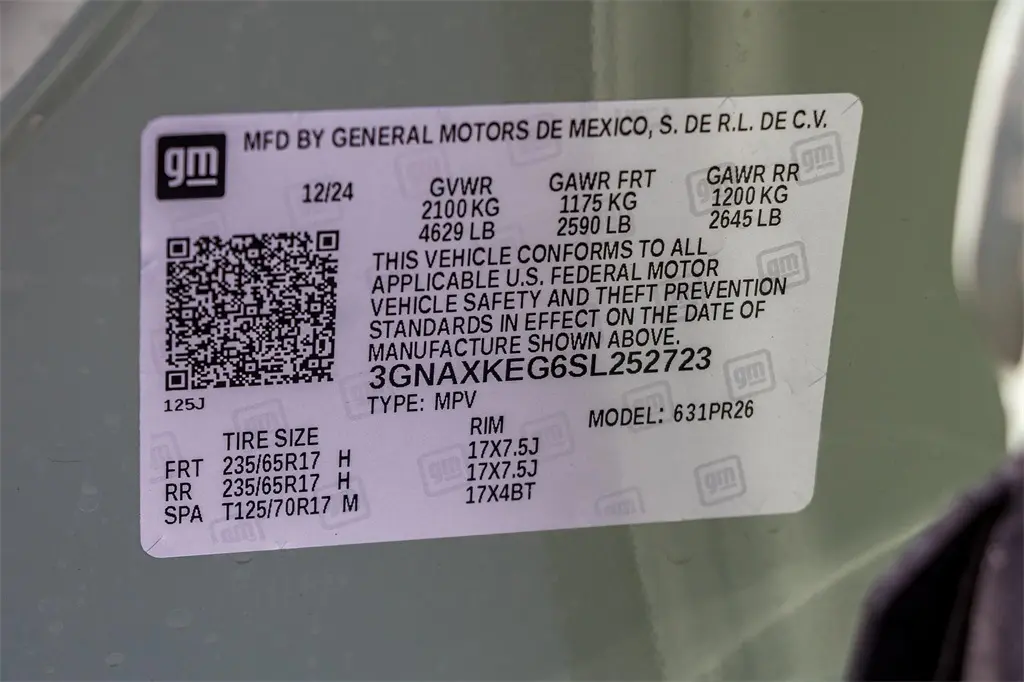 gm MFD BY GENERAL MOTORS DE MEXICO, S. DE R.L. DE C.V.
12/24 GVWR GAWR FRT GAWR RR
2100 KG 1175 KG 1200 KG
4629 LB 2590 LB 2645 LB
THIS VEHICLE CONFORMS TO ALL
APPLICABLE U.S. FEDERAL MOTOR
VEHICLE SAFETY AND THEFT PREVENTION
STANDARDS IN EFFECT ON THE DATE OF
MANUFACTURE SHOWN ABOVE.
3GNAXKEG6SL252723
125J
TYPE: MPV MODEL: 631PR26
TIRE SIZE RIM
FRT 235/65R17 H 17X7.5J
RR 235/65R17 H 17X7.5J
SPA T125/70R17 M 17X4BT